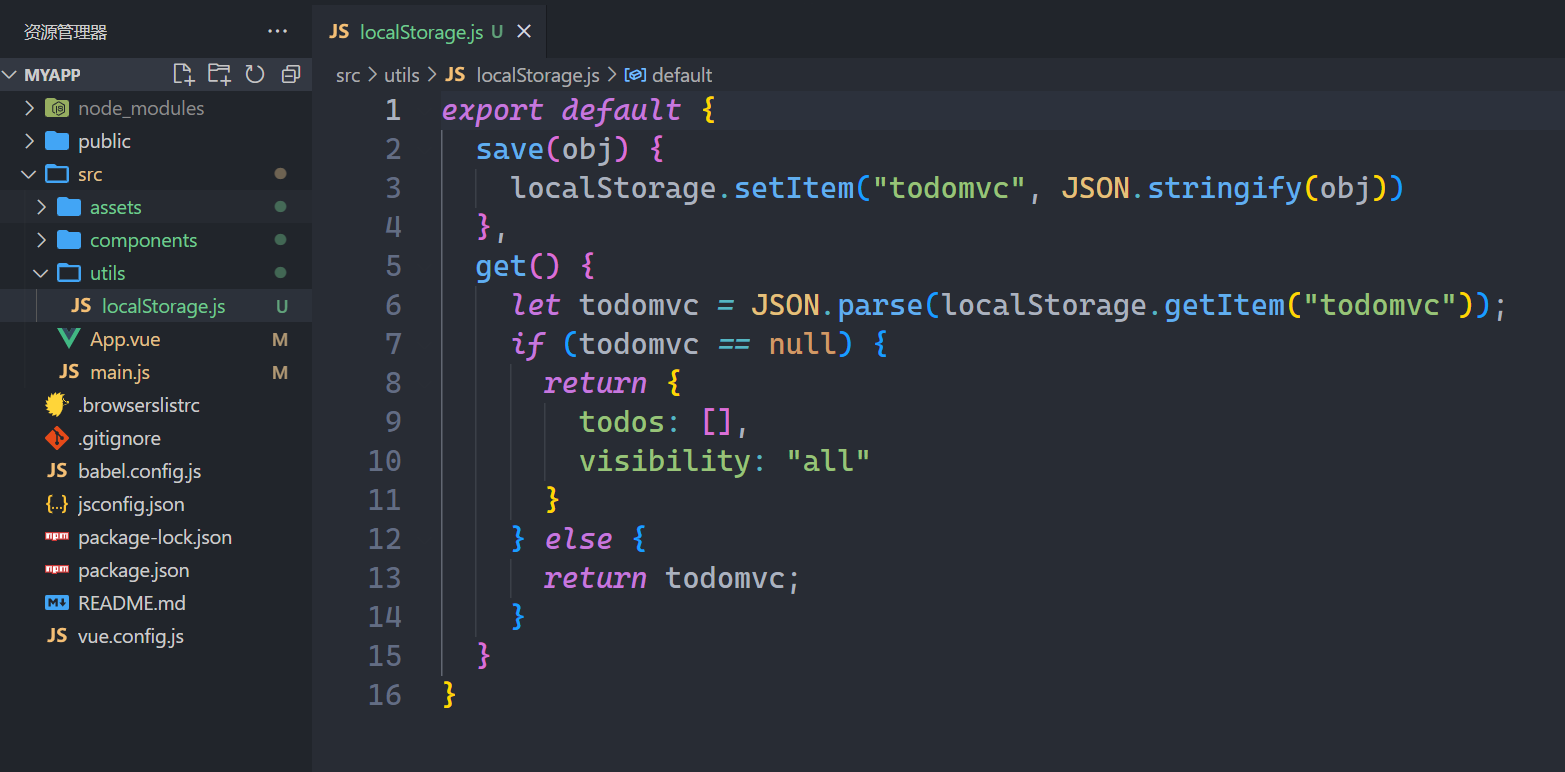 资源管理器 ···
MYAPP
node_modules
public
src
assets
components
utils
JS localStorage.js U
App.vue M
JS main.js M
.browserslistrc
.gitignore
JS babel.config.js
{..} jsconfig.json
npm package-lock.json
npm package.json
M↓ README.md
JS vue.config.js
JS localStorage.js U ×
src > utils > JS localStorage.js > default
1 export default {
2 save(obj) {
3 localStorage.setItem("todomvc", JSON.stringify(obj))
4 },
5 get() {
6 let todomvc = JSON.parse(localStorage.getItem("todomvc"));
7 if (todomvc == null) {
8 return {
9 todos: [],
10 visibility: "all"
11 }
12 } else {
13 return todomvc;
14 }
15 }
16 }